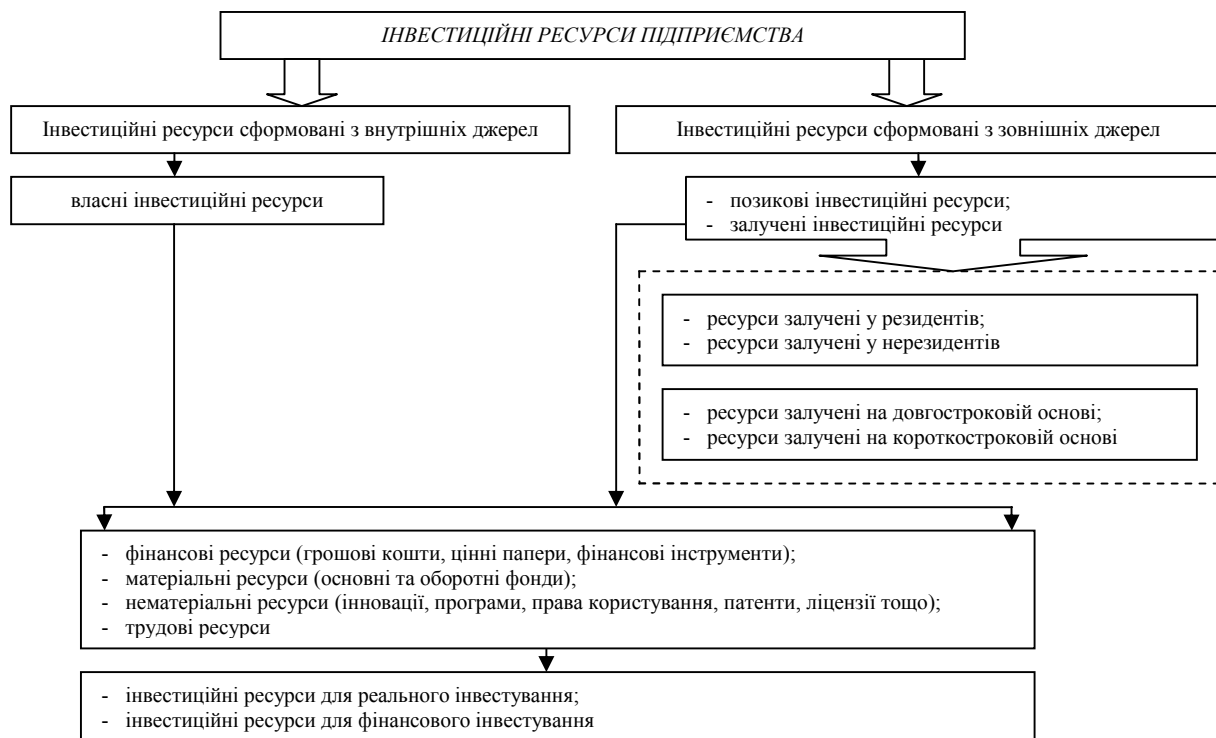 ІНВЕСТИЦІЙНІ РЕСУРСИ ПІДПРИЄМСТВА
Інвестиційні ресурси сформовані з внутрішніх джерел
Інвестиційні ресурси сформовані з зовнішніх джерел
власні інвестиційні ресурси
- позикові інвестиційні ресурси;
- залучені інвестиційні ресурси
- ресурси залучені у резидентів;
- ресурси залучені у нерезидентів
- ресурси залучені на довгостроковій основі;
- ресурси залучені на короткостроковій основі
- фінансові ресурси (грошові кошти, цінні папери, фінансові інструменти);
- матеріальні ресурси (основні та оборотні фонди);
- нематеріальні ресурси (інновації, програми, права користування, патенти, ліцензії тощо);
- трудові ресурси
- інвестиційні ресурси для реального інвестування;
- інвестиційні ресурси для фінансового інвестування